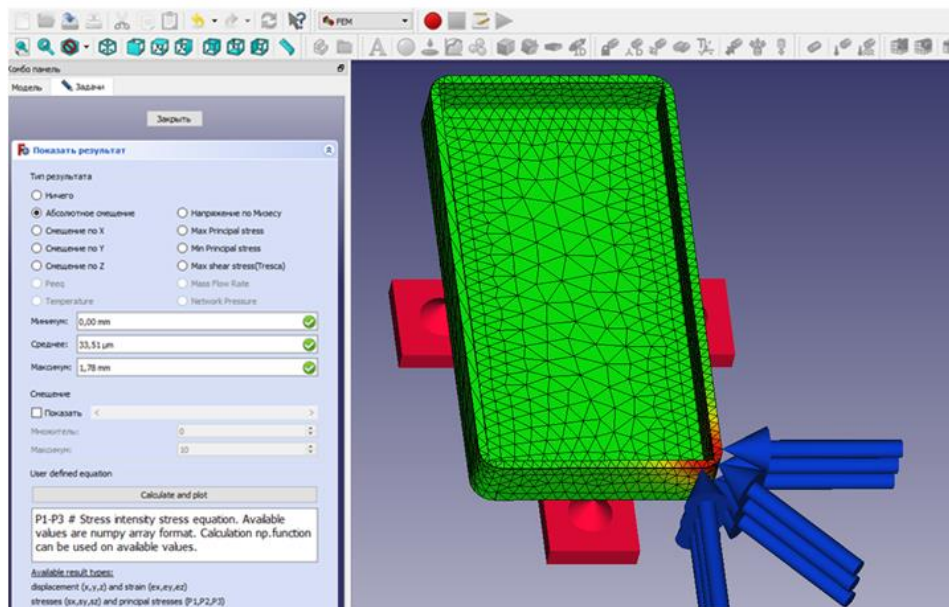 FEM
Комбо панель
Модель
Задачи
Закрыть
Показать результат
Тип результата
Ничего
Абсолютное смещение
Напряжение по Мизесу
Смещение по X
Max Principal stress
Смещение по Y
Min Principal stress
Смещение по Z
Max shear stress(Tresca)
Peeq
Mass Flow Rate
Temperature
Network Pressure
Минимум: 0,00 mm
Среднее: 33,51 µm
Максимум: 1,78 mm
Смещение
Показать
Множитель: 0
Максимум: 10
User defined equation
Calculate and plot
P1-P3 # Stress intensity stress equation. Available
values are numpy array format. Calculation np.function
can be used on available values.
Available result types:
displacement (x,y,z) and strain (ex,ey,ez)
stresses (sx,sy,sz) and principal stresses (P1,P2,P3)